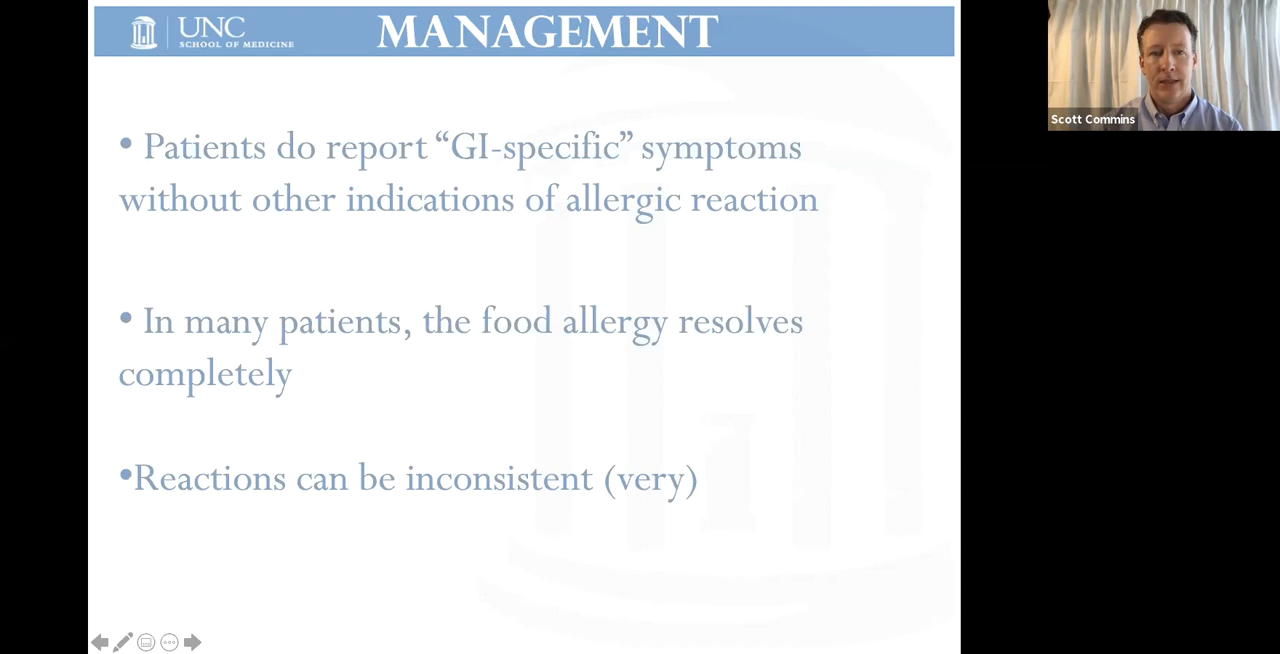 UNC
SCHOOL OF MEDICINE
MANAGEMENT
Scott Commins
• Patients do report “GI-specific” symptoms
without other indications of allergic reaction
• In many patients, the food allergy resolves
completely
•Reactions can be inconsistent (very)